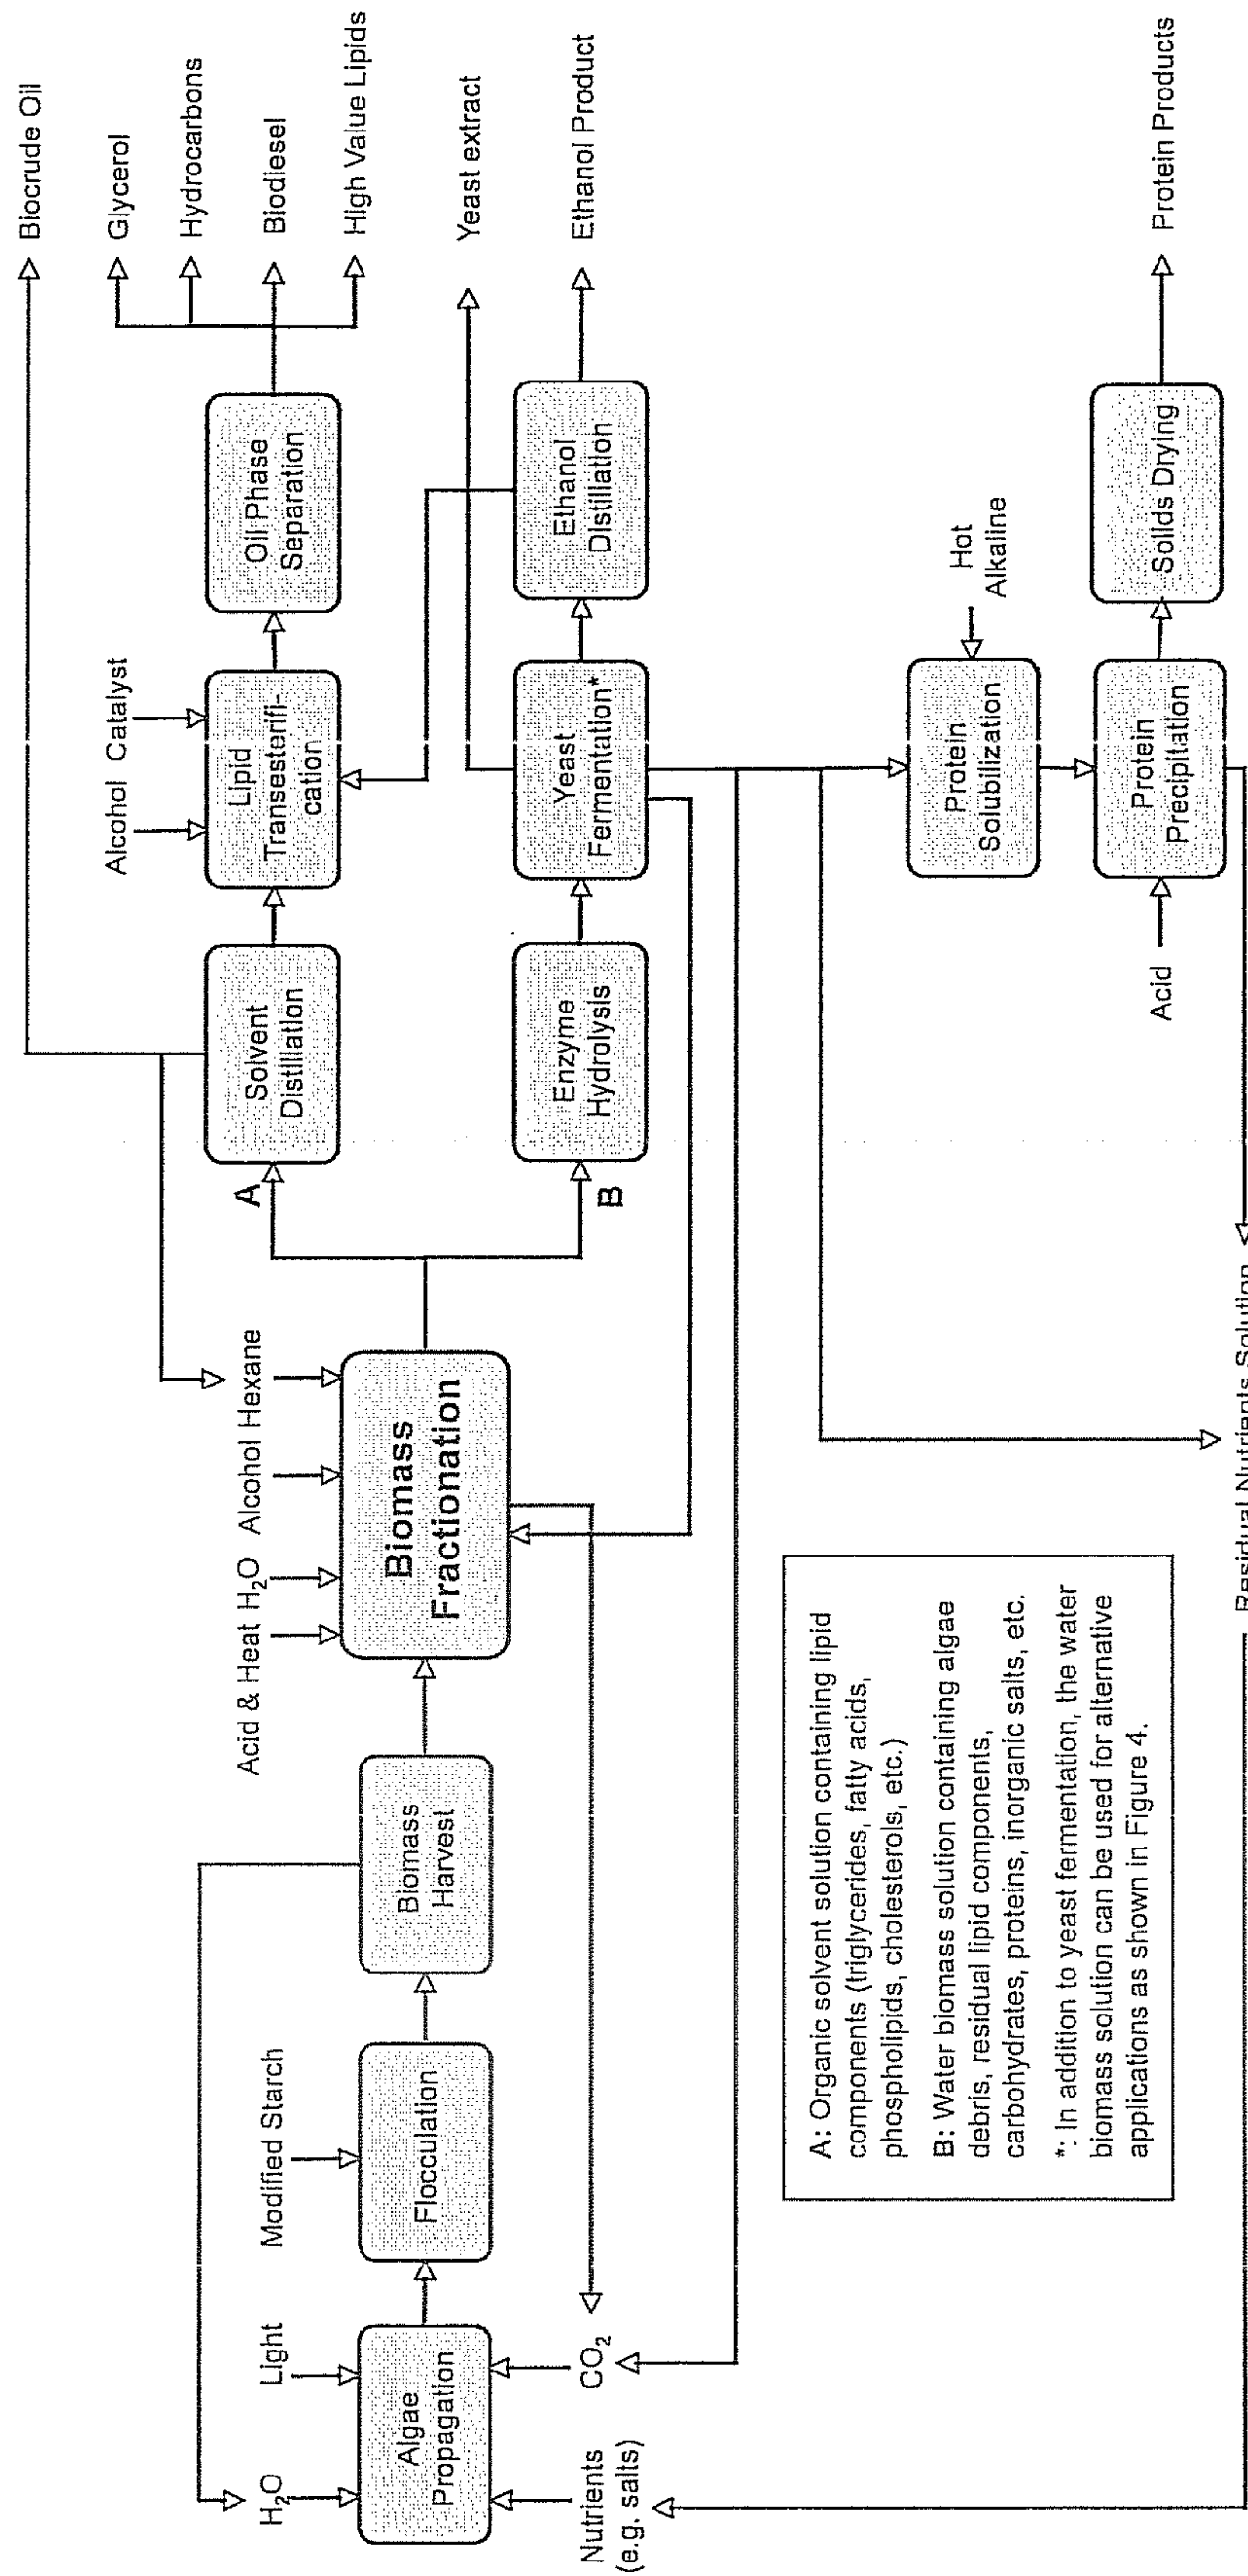 Biocrude Oil
Glycerol
Hydrocarbons
Biodiesel
High Value Lipids
Yeast extract
Ethanol Product
Protein Products
Alcohol Catalyst
Solvent
Distillation
Lipid
Transesterifi-
cation
Oil Phase
Separation
A
B
Enzyme
Hydrolysis
Yeast
Fermentation*
Ethanol
Distillation
Hot
Alkaline
Protein
Solubilization
Acid
Protein
Precipitation
Solids Drying
H₂O
Light
Modified Starch
Acid & Heat H₂O Alcohol Hexane
Algae
Propagation
Flocculation
Biomass
Harvest
Biomass
Fractionation
Nutrients
(e.g. salts)
CO₂
A: Organic solvent solution containing lipid
components (triglycerides, fatty acids,
phospholipids, cholesterols, etc.)
B: Water biomass solution containing algae
debris, residual lipid components,
carbohydrates, proteins, inorganic salts, etc.
*: In addition to yeast fermentation, the water
biomass solution can be used for alternative
applications as shown in Figure 4.
Residual Nutrients Solution